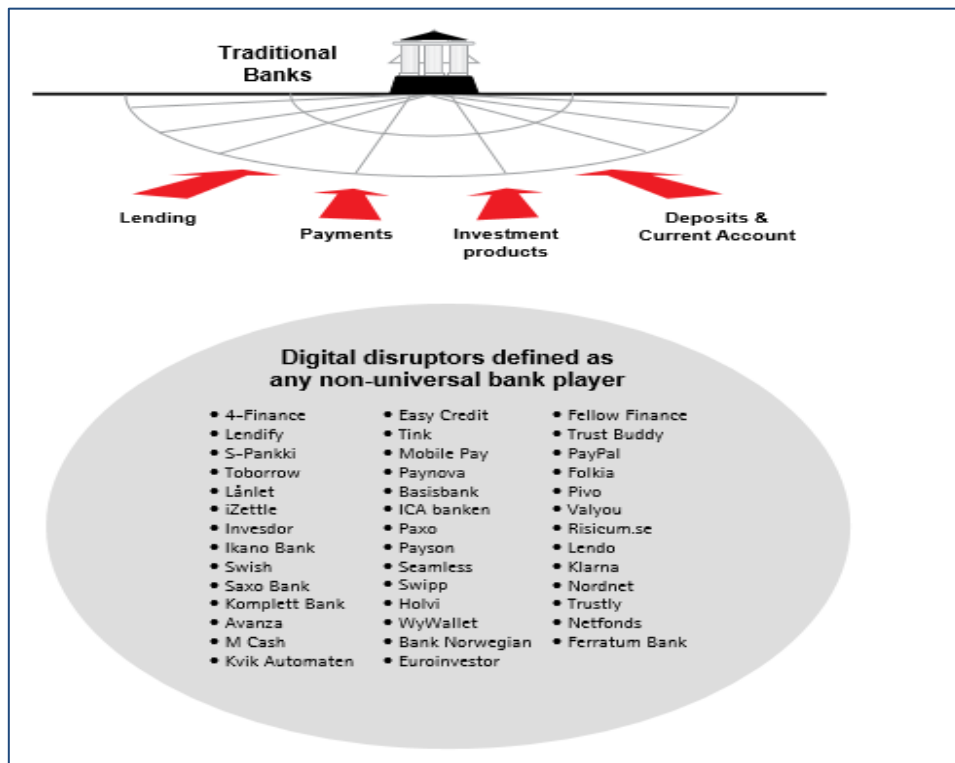 Traditional
Banks
Lending
Payments
Investment
products
Deposits &
Current Account
Digital disruptors defined as
any non-universal bank player
• 4-Finance
• Lendify
• S-Pankki
• Toborrow
• Lånlet
• iZettle
• Invesdor
• Ikano Bank
• Swish
• Saxo Bank
• Komplett Bank
• Avanza
• M Cash
• Kvik Automaten
• Easy Credit
• Tink
• Mobile Pay
• Paynova
• Basisbank
• ICA banken
• Paxo
• Payson
• Seamless
• Swipp
• Holvi
• WyWallet
• Bank Norwegian
• Euroinvestor
• Fellow Finance
• Trust Buddy
• PayPal
• Folkia
• Pivo
• Valyou
• Risicum.se
• Lendo
• Klarna
• Nordnet
• Trustly
• Netfonds
• Ferratum Bank